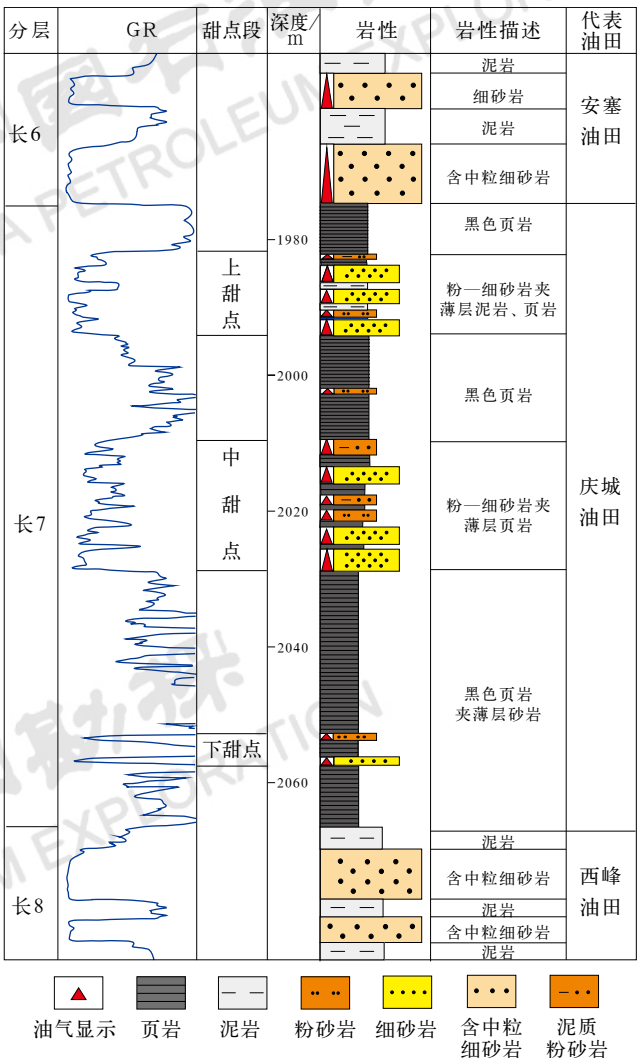 分层
GR
甜点段
深度/
m
岩性
岩性描述
代表
油田
长6
长7
长8
上
甜
点
中
甜
点
下甜点
1980
2000
2020
2040
2060
泥岩
细砂岩
泥岩
含中粒细砂岩
黑色页岩
粉—细砂岩夹
薄层泥岩、页岩
黑色页岩
粉—细砂岩夹
薄层页岩
黑色页岩
夹薄层砂岩
泥岩
含中粒细砂岩
泥岩
含中粒细砂岩
泥岩
安塞
油田
庆城
油田
西峰
油田
油气显示
页岩
泥岩
粉砂岩
细砂岩
含中粒
细砂岩
泥质
粉砂岩